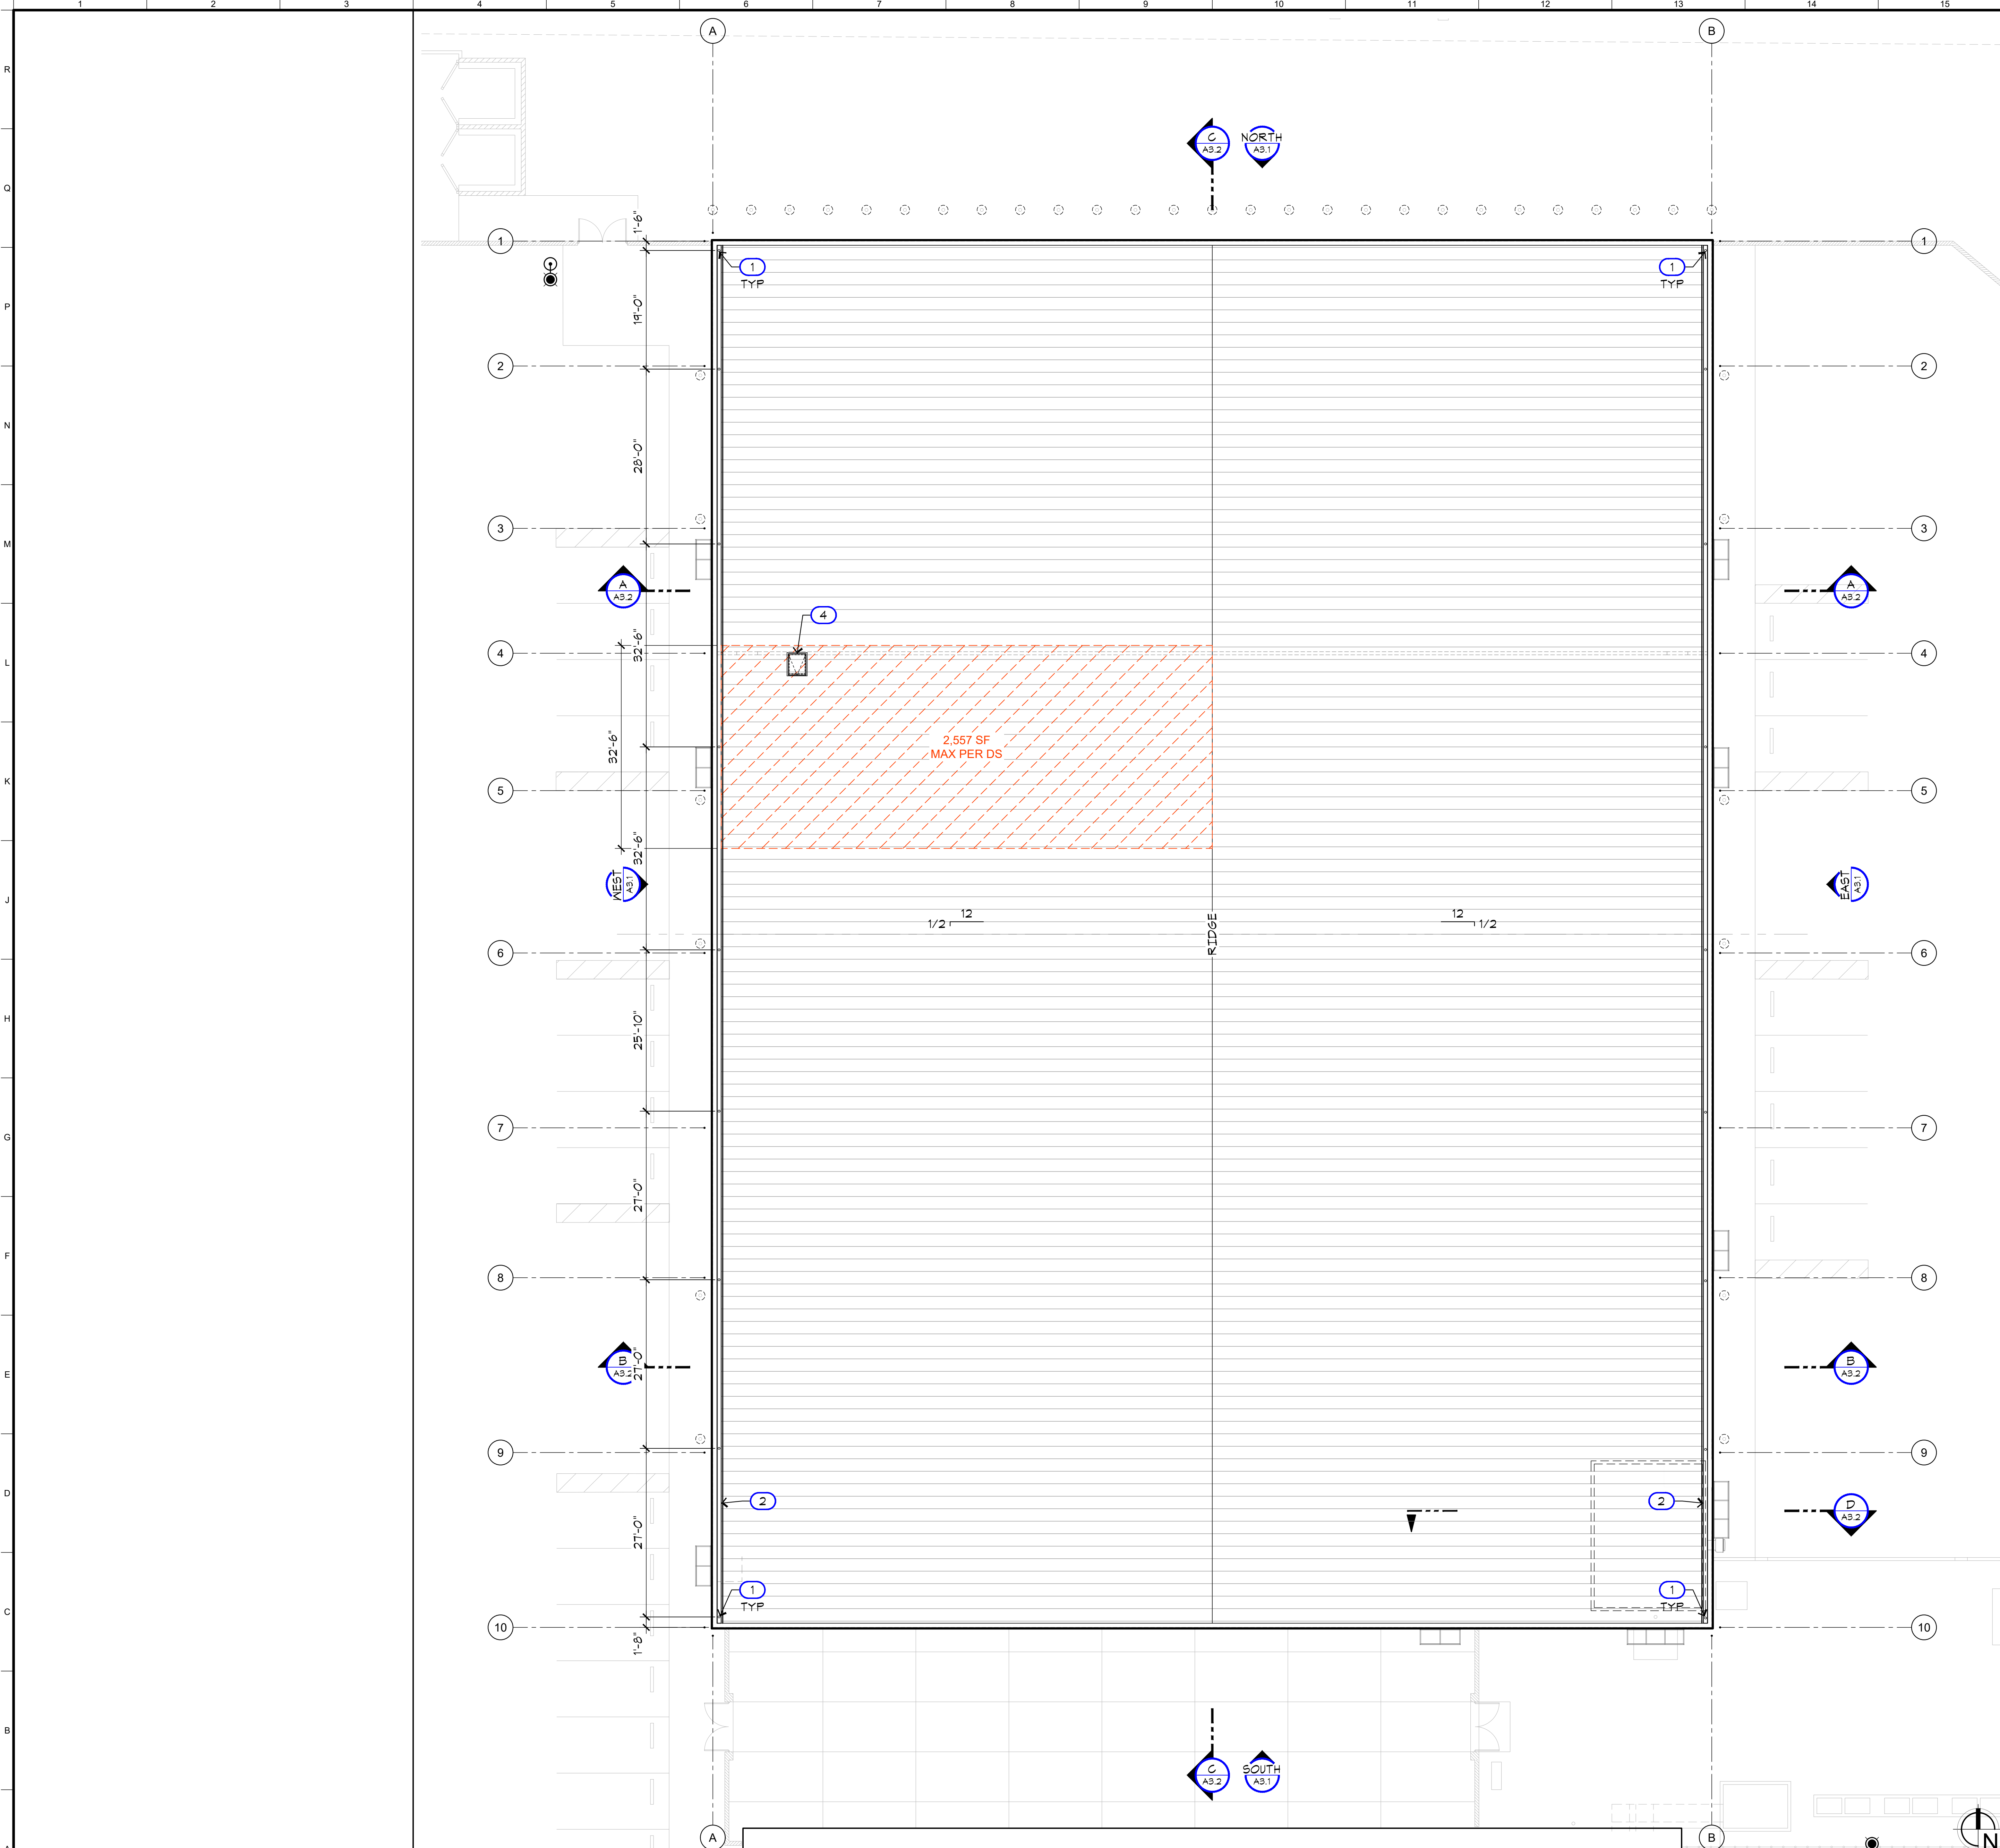 1 2 3 4 5 6 7 8 9 10 11 12 13 14 15
A B
R
C
A3.2
NORTH
A3.1
Q
1'-6"
1 1
1 1
TYP TYP
P
19'-0"
2 2
N
28'-0"
3 3
M
A
A3.2
A
A3.2
4
32'-6"
4 4
L
32'-6"
2,557 SF
MAX PER DS
K
5 5
32'-6"
WEST
A3.1
EAST
A3.1
J
12 12
1/2 1/2
RIDGE
6 6
H
25'-10"
7 7
G
27'-0"
F
8 8
B
A3.2
27'-0"
B
A3.2
E
9 9
D
2 2
D
A3.2
27'-0"
1 1
TYP TYP
C
10 10
1'-8"
B
C
A3.2
SOUTH
A3.1
A B
N